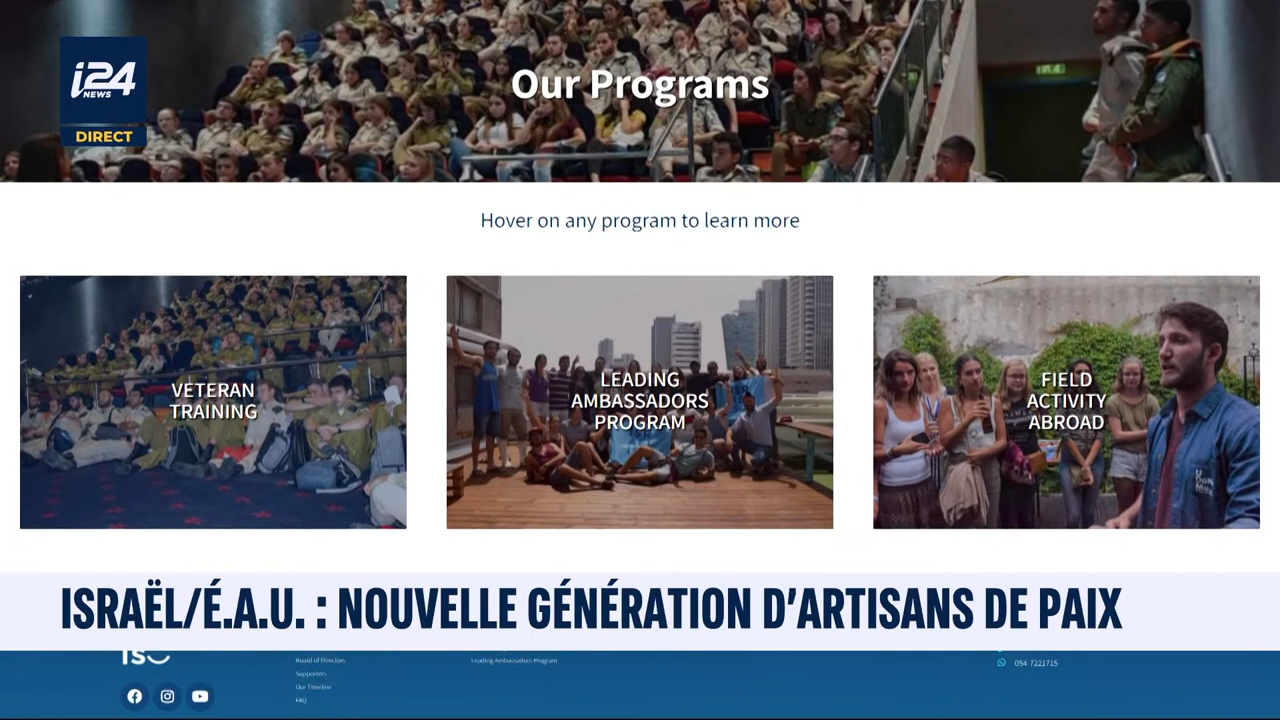 i24
NEWS
DIRECT
Our Programs
Hover on any program to learn more
VETERAN
TRAINING
LEADING
AMBASSADORS
PROGRAM
FIELD
ACTIVITY
ABROAD
ISRAËL/É.A.U. : NOUVELLE GÉNÉRATION D'ARTISANS DE PAIX
Board of Directors
Leading Ambassadors Program
054-7221715
Supporters
Our Timeline
FAQ